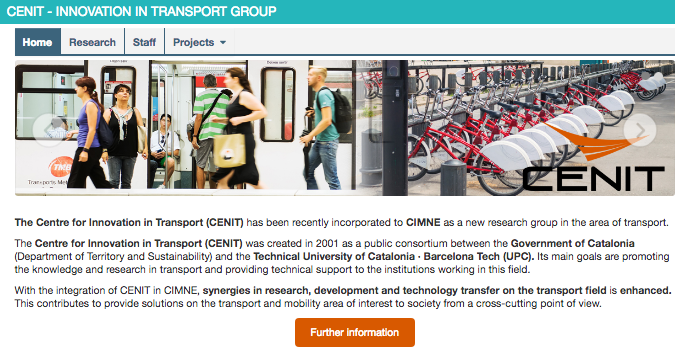 CENIT - INNOVATION IN TRANSPORT GROUP
Home Research Staff Projects
TMB
Transports Met
CENIT
The Centre for Innovation in Transport (CENIT) has been recently incorporated to CIMNE as a new research group in the area of transport.
The Centre for Innovation in Transport (CENIT) was created in 2001 as a public consortium between the Government of Catalonia
(Department of Territory and Sustainability) and the Technical University of Catalonia · Barcelona Tech (UPC). Its main goals are promoting
the knowledge and research in transport and providing technical support to the institutions working in this field.
With the integration of CENIT in CIMNE, synergies in research, development and technology transfer on the transport field is enhanced.
This contributes to provide solutions on the transport and mobility area of interest to society from a cross-cutting point of view.
Further information